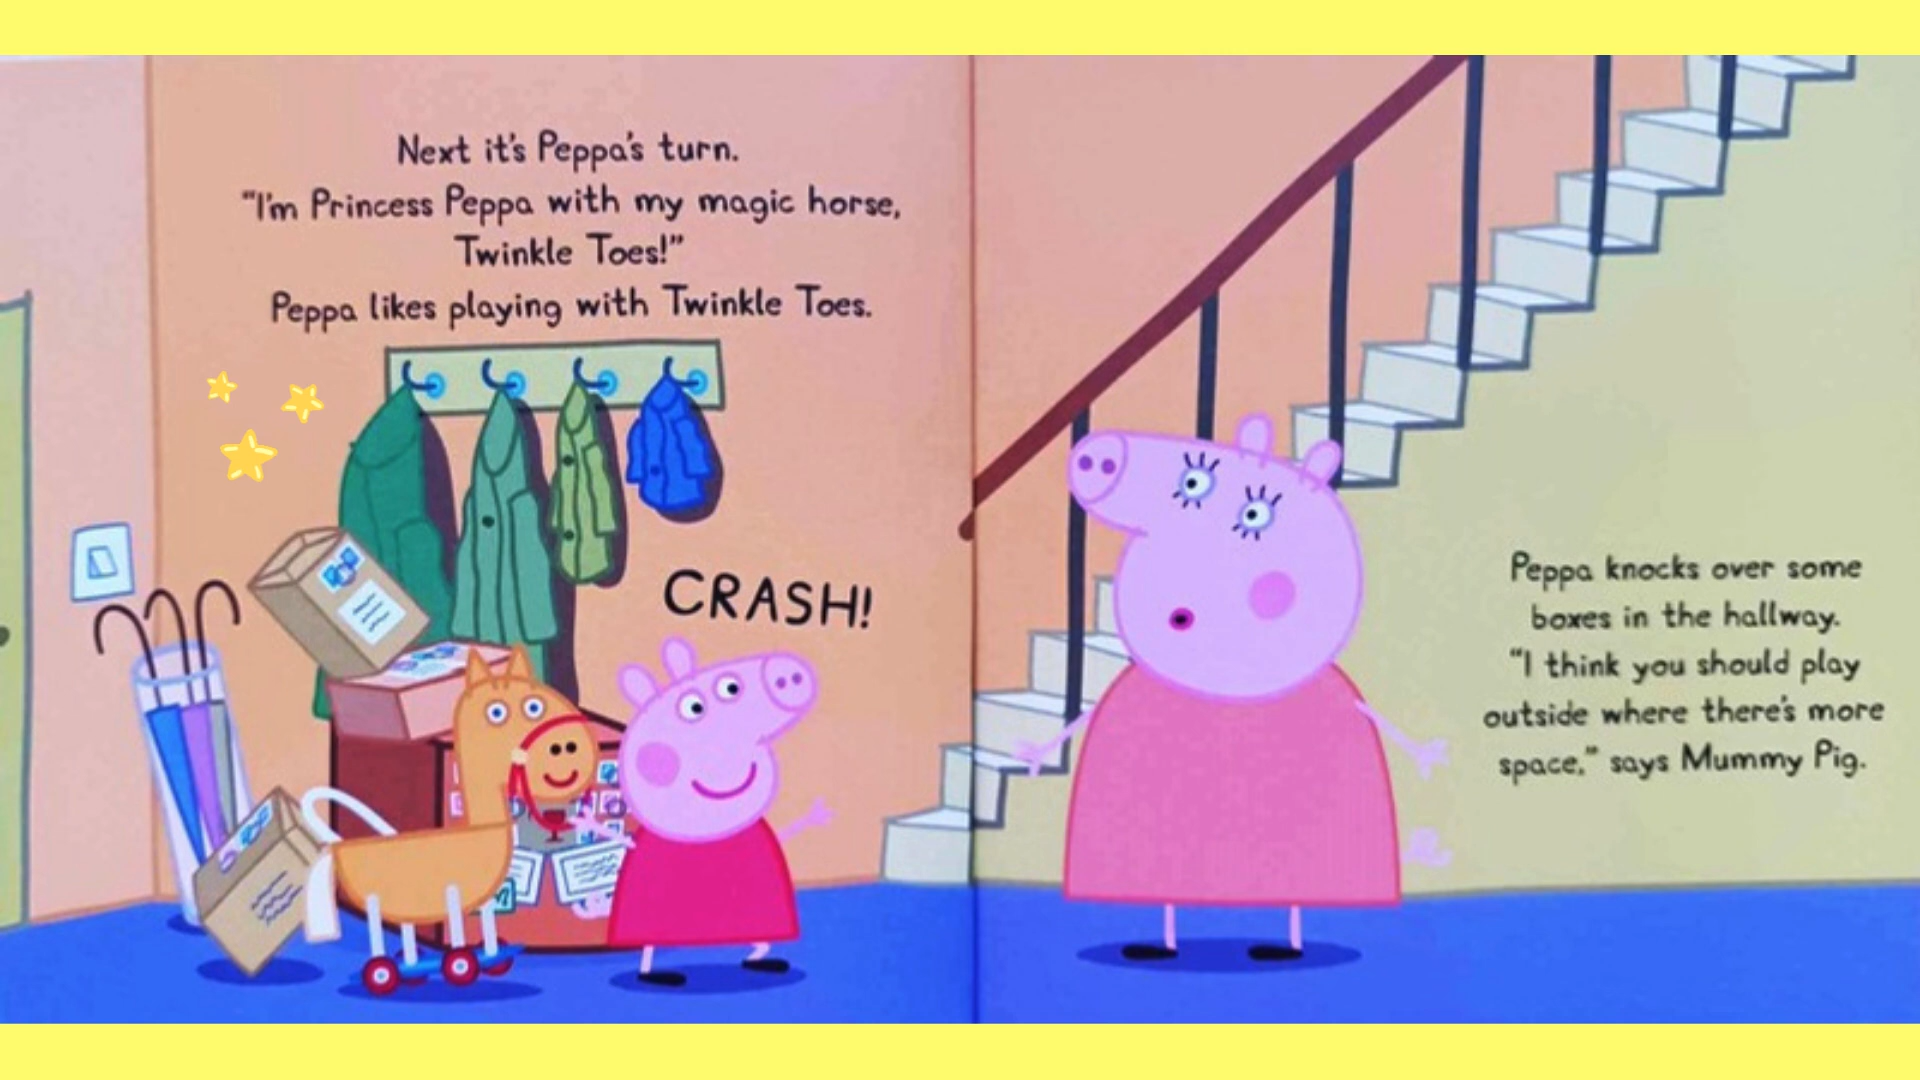 Next it's Peppa's turn.
"I'm Princess Peppa with my magic horse,
Twinkle Toes!"
Peppa likes playing with Twinkle Toes.
CRASH!
Peppa knocks over some
boxes in the hallway.
"I think you should play
outside where there's more
space," says Mummy Pig.